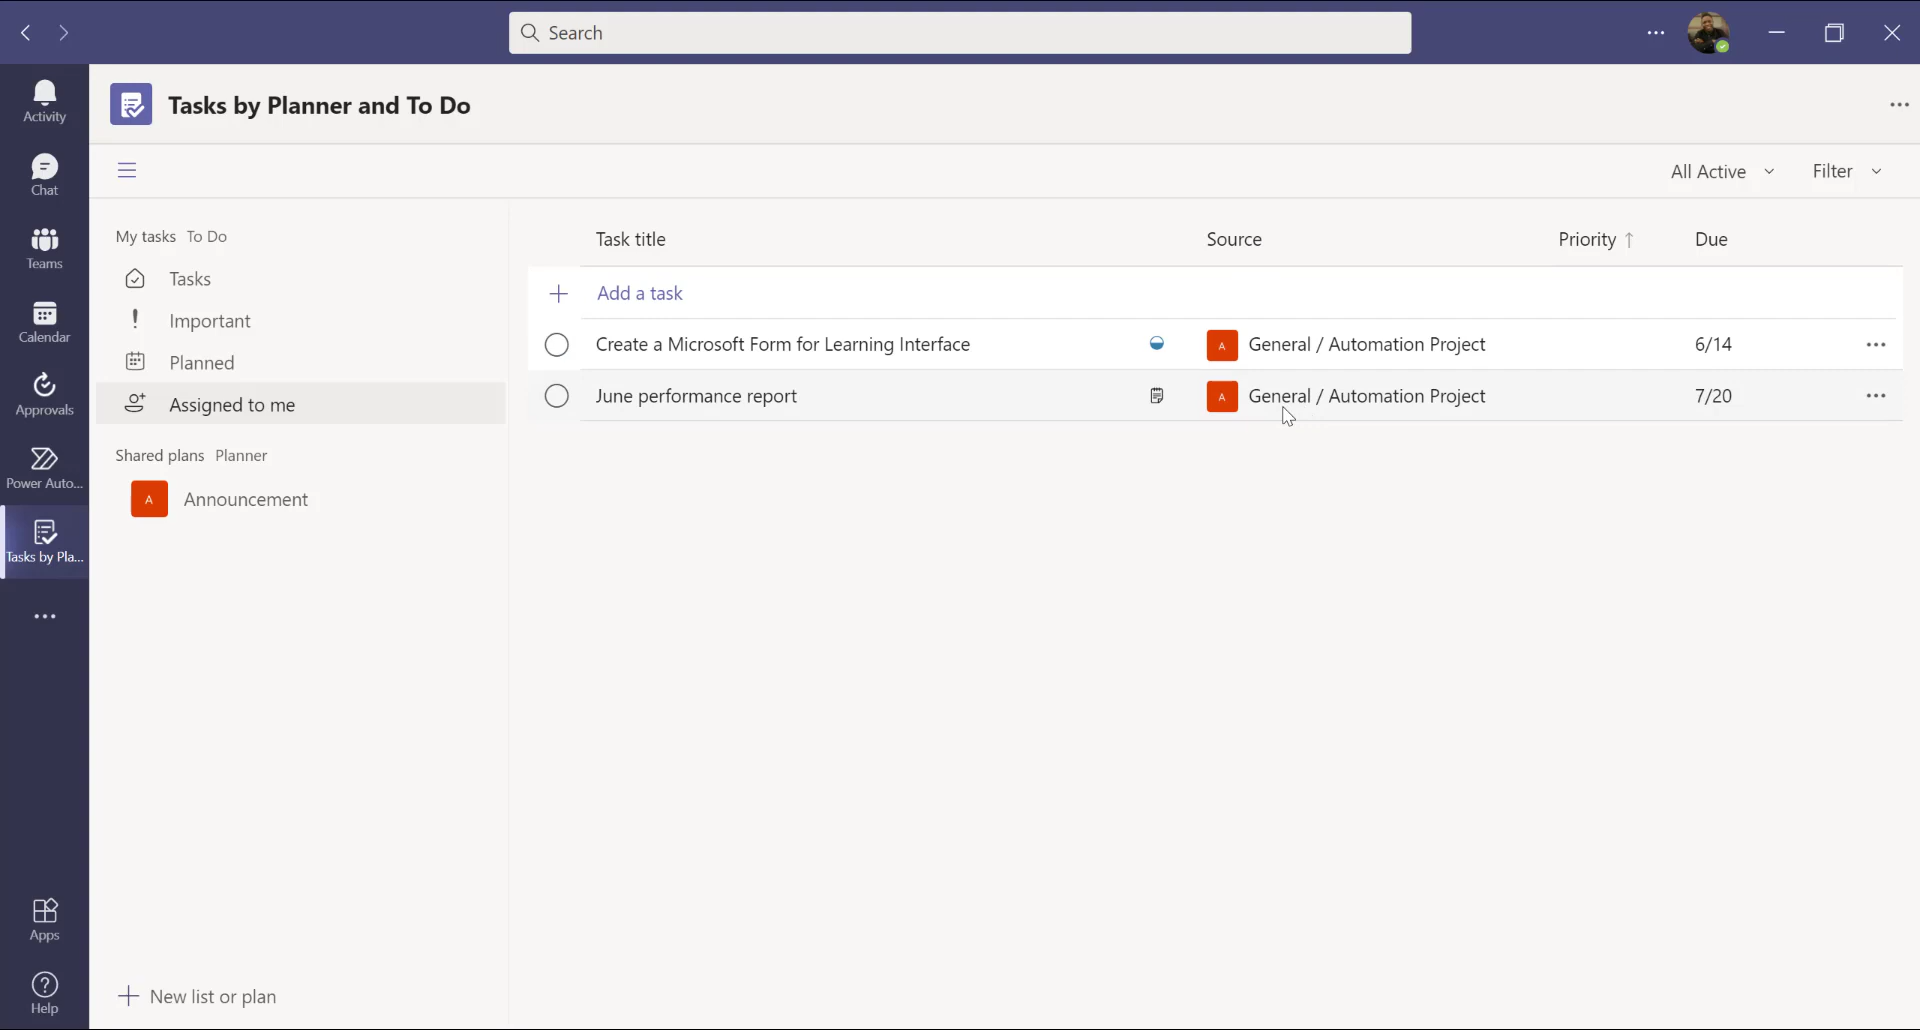 Search
Activity
Chat
Teams
Calendar
Approvals
Power Auto...
Tasks by Pla...
Apps
Help
Tasks by Planner and To Do
All Active
Filter
My tasks To Do
Tasks
Important
Planned
Assigned to me
Shared plans Planner
A Announcement
New list or plan
Task title Source Priority ↑ Due
Add a task
Create a Microsoft Form for Learning Interface A General / Automation Project 6/14
June performance report A General / Automation Project 7/20